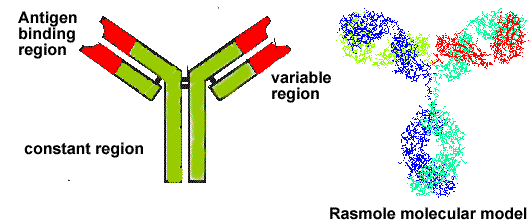 Antigen
binding
region
variable
region
constant region
Rasmole molecular model